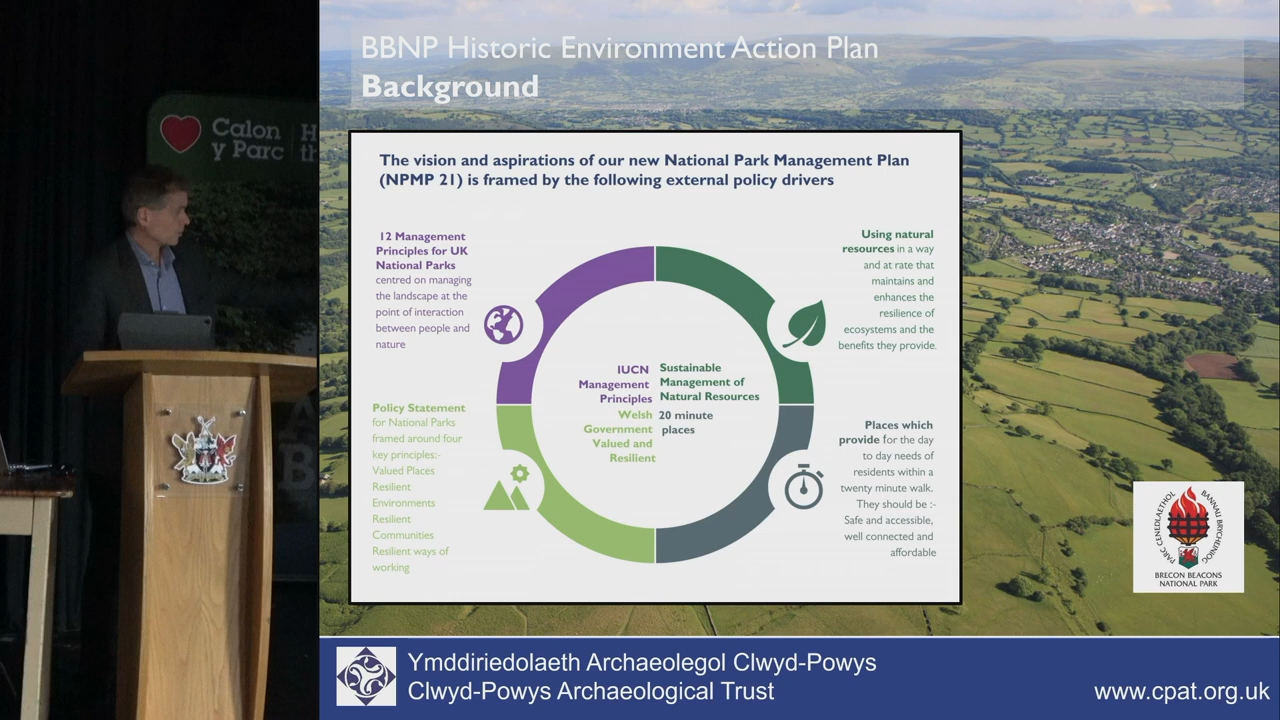 Calon
y Parc
BBNP Historic Environment Action Plan
Background
The vision and aspirations of our new National Park Management Plan
(NPMP 21) is framed by the following external policy drivers
12 Management
Principles for UK
National Parks
centred on managing
the landscape at the
point of interaction
between people and
nature
Using natural
resources in a way
and at rate that
maintains and
enhances the
resilience of
ecosystems and the
benefits they provide.
IUCN
Management
Principles
Sustainable
Management of
Natural Resources
Welsh
Government
Valued and
Resilient
20 minute
places
Policy Statement
for National Parks
framed around four
key principles:-
Valued Places
Resilient
Environments
Resilient
Communities
Resilient ways of
working
Places which
provide for the day
to day needs of
residents within a
twenty minute walk.
They should be :-
Safe and accessible,
well connected and
affordable
PARC CENEDLAETHOL BANNAU BRYCHEINIOG
BRECON BEACONS
NATIONAL PARK
Ymddiriedolaeth Archaeolegol Clwyd-Powys
Clwyd-Powys Archaeological Trust
www.cpat.org.uk